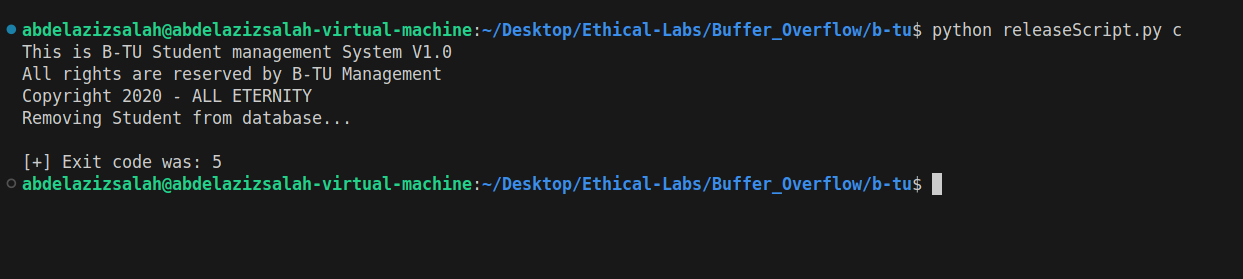 abdelazizsalah@abdelazizsalah-virtual-machine:~/Desktop/Ethical-Labs/Buffer_Overflow/b-tu$ python releaseScript.py c
This is B-TU Student management System V1.0
All rights are reserved by B-TU Management
Copyright 2020 - ALL ETERNITY
Removing Student from database...
[+] Exit code was: 5
abdelazizsalah@abdelazizsalah-virtual-machine:~/Desktop/Ethical-Labs/Buffer_Overflow/b-tu$